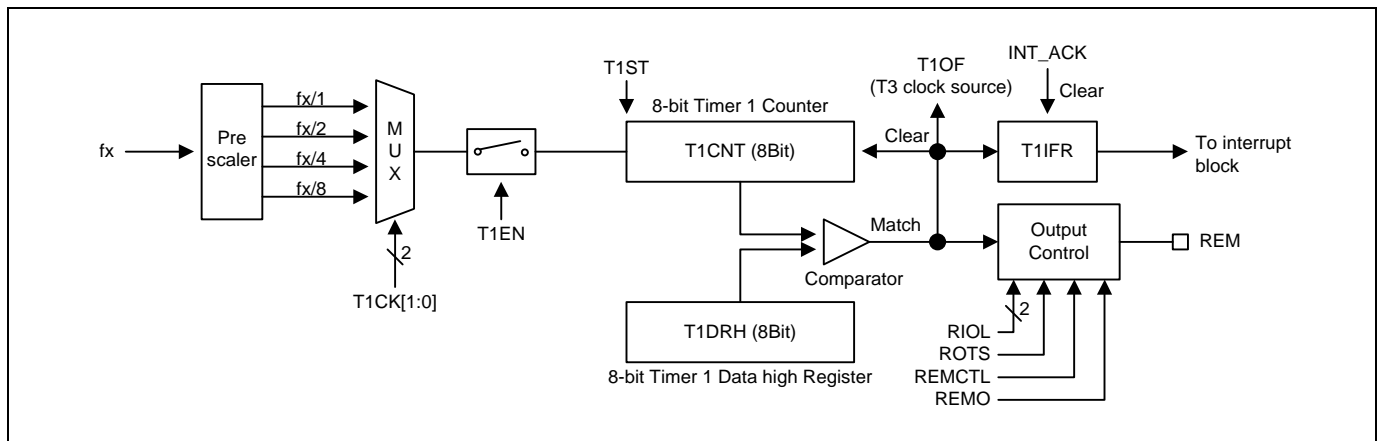 fx
Pre
scaler
fx/1
fx/2
fx/4
fx/8
M
U
X
2
T1CK[1:0]
T1EN
T1ST
8-bit Timer 1 Counter
T1CNT (8Bit)
Clear
T1OF
(T3 clock source)
INT_ACK
Clear
T1IFR
To interrupt
block
Match
Comparator
Output
Control
REM
T1DRH (8Bit)
8-bit Timer 1 Data high Register
2
RIOL
ROTS
REMCTL
REMO